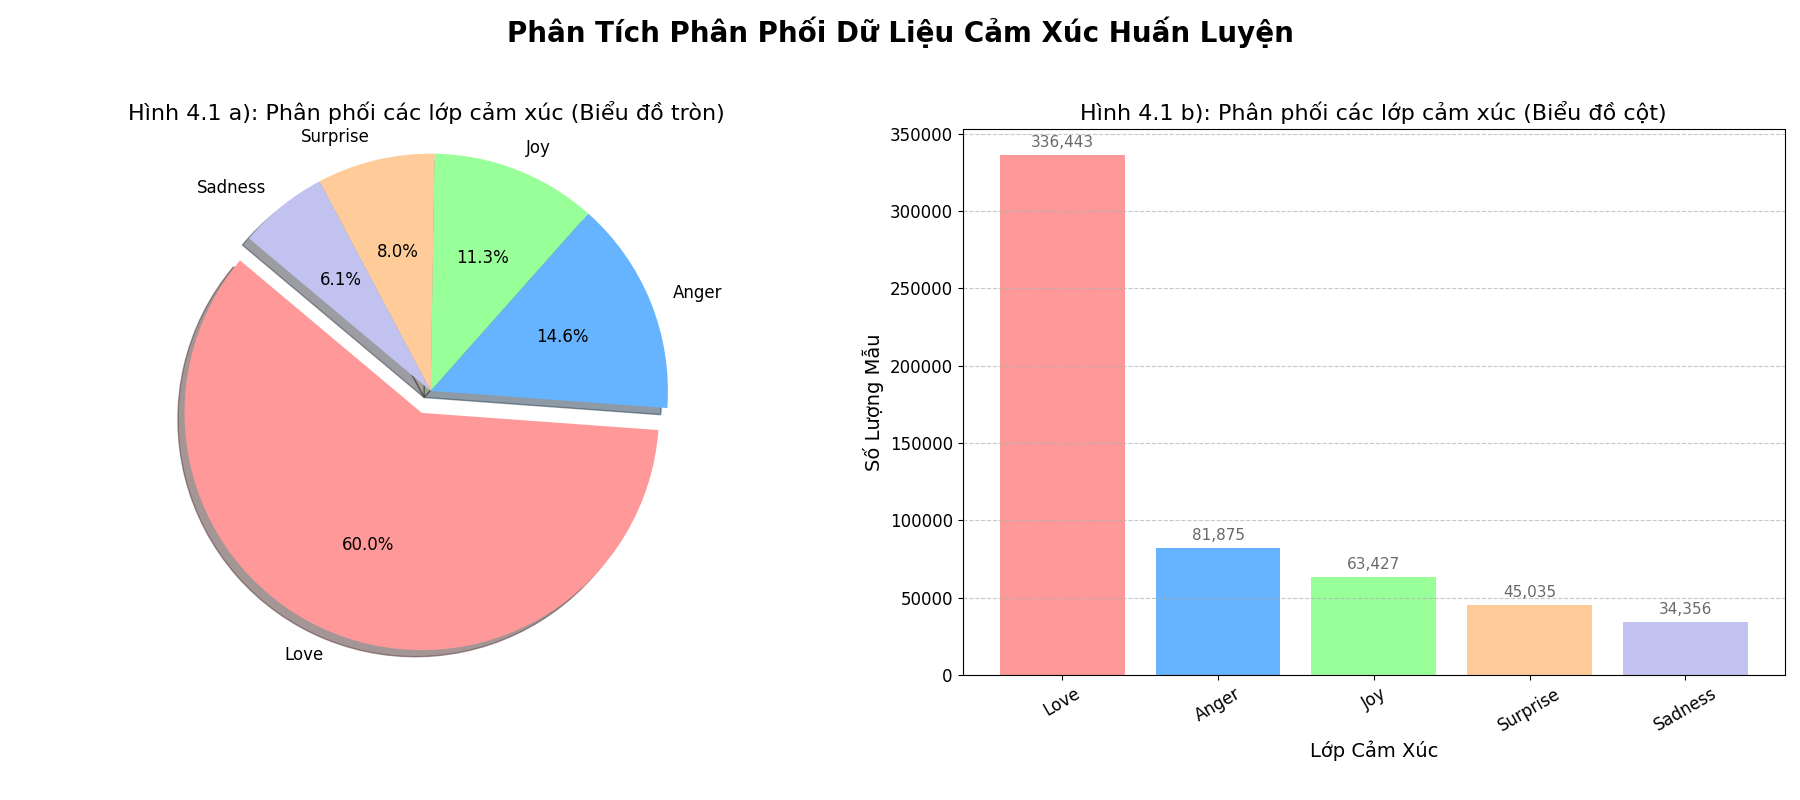 Phân Tích Phân Phối Dữ Liệu Cảm Xúc Huấn Luyện
Hình 4.1 a): Phân phối các lớp cảm xúc (Biểu đồ tròn)
Surprise
Joy
Sadness
Anger
8.0%
11.3%
6.1%
14.6%
60.0%
Love
Hình 4.1 b): Phân phối các lớp cảm xúc (Biểu đồ cột)
350000
300000
250000
200000
150000
100000
50000
0
Số Lượng Mẫu
336,443
81,875
63,427
45,035
34,356
Love
Anger
Joy
Surprise
Sadness
Lớp Cảm Xúc